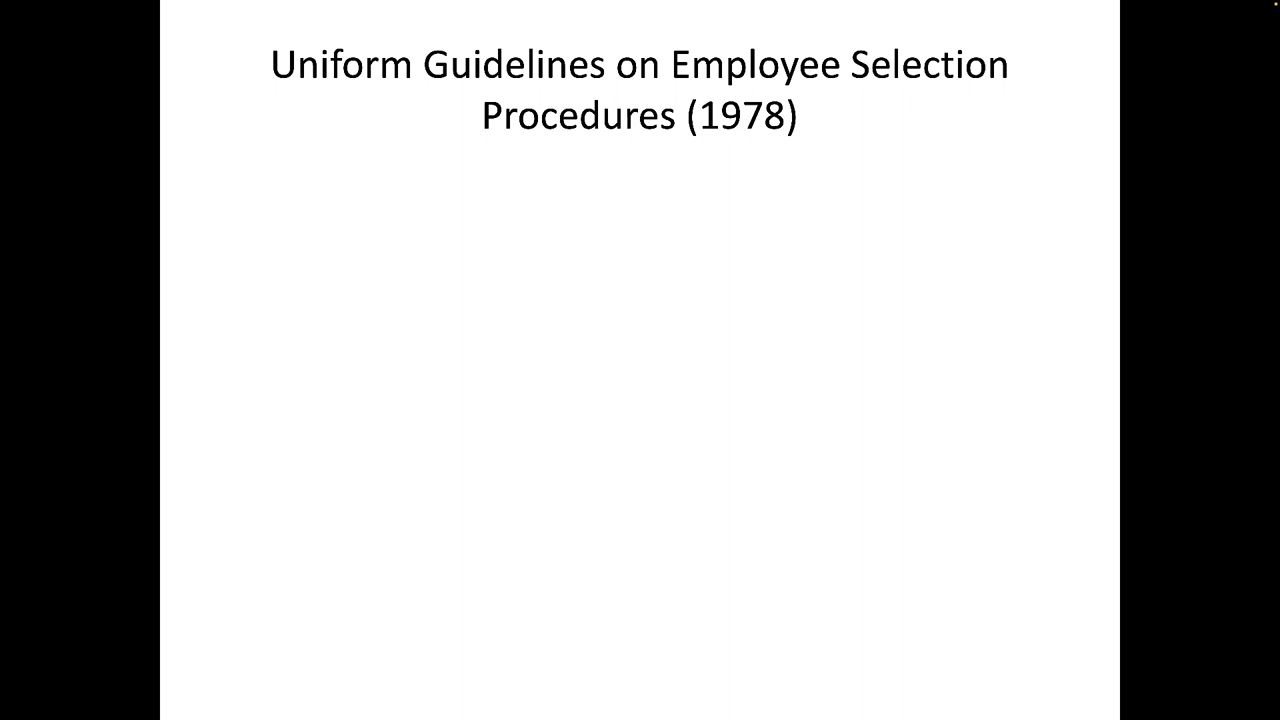 Uniform Guidelines on Employee Selection
Procedures (1978)